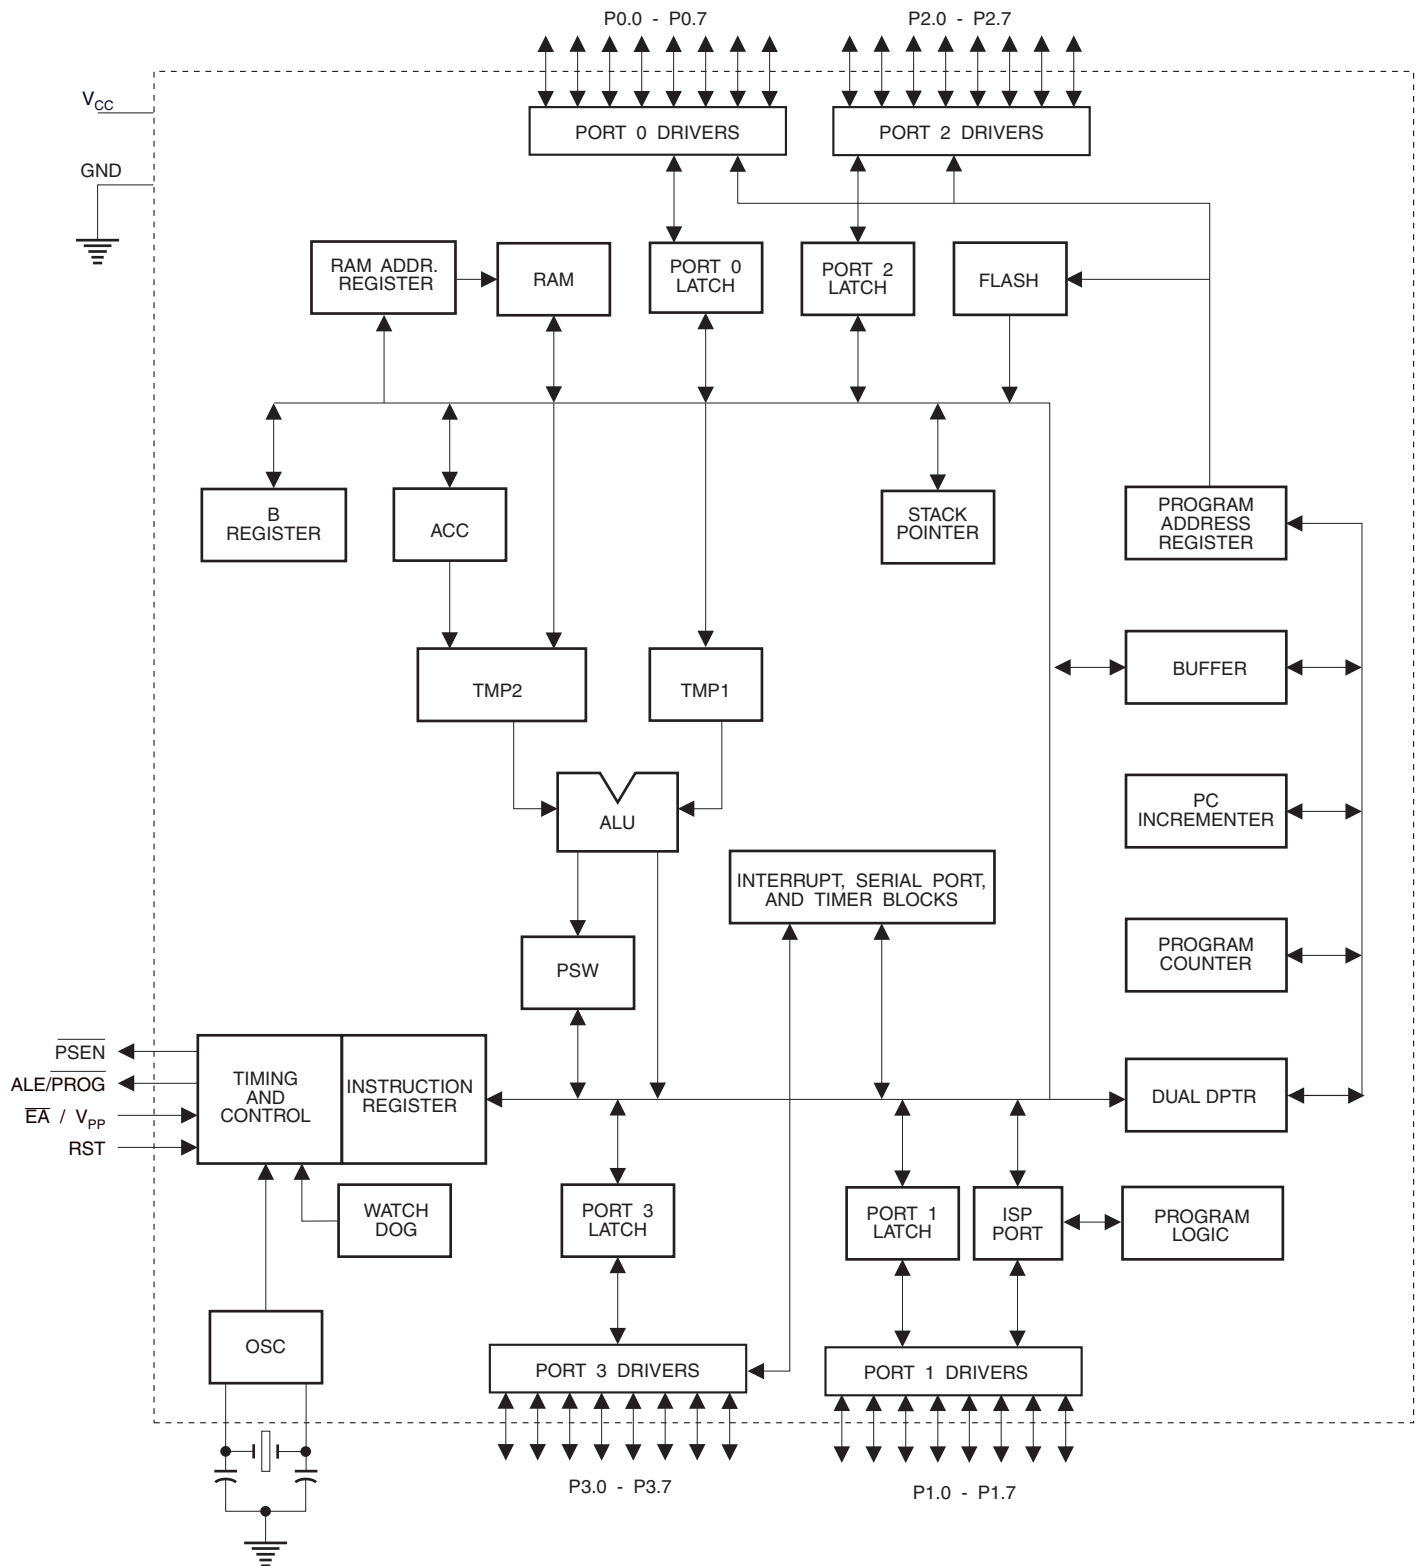 P0.0 - P0.7
P2.0 - P2.7
VCC
PORT 0 DRIVERS
PORT 2 DRIVERS
GND
RAM ADDR.
REGISTER
RAM
PORT 0
LATCH
PORT 2
LATCH
FLASH
B
REGISTER
ACC
STACK
POINTER
PROGRAM
ADDRESS
REGISTER
TMP2
TMP1
BUFFER
ALU
PC
INCREMENTER
INTERRUPT, SERIAL PORT,
AND TIMER BLOCKS
PSW
PROGRAM
COUNTER
PSEN
ALE/PROG
EA / VPP
RST
TIMING
AND
CONTROL
INSTRUCTION
REGISTER
DUAL DPTR
WATCH
DOG
PORT 3
LATCH
PORT 1
LATCH
ISP
PORT
PROGRAM
LOGIC
OSC
PORT 3 DRIVERS
PORT 1 DRIVERS
P3.0 - P3.7
P1.0 - P1.7